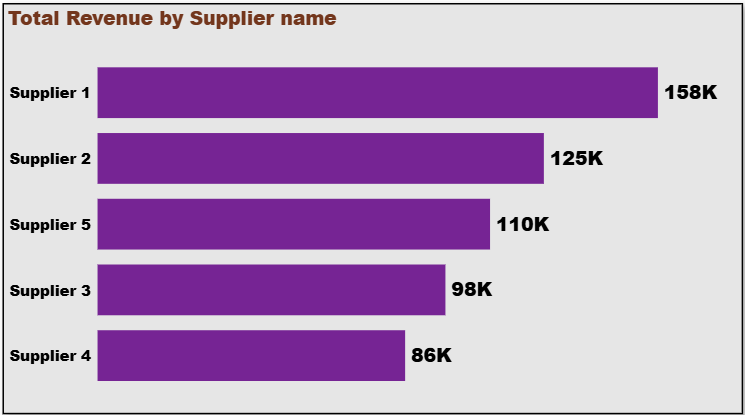 Total Revenue by Supplier name
Supplier 1 158K
Supplier 2 125K
Supplier 5 110K
Supplier 3 98K
Supplier 4 86K